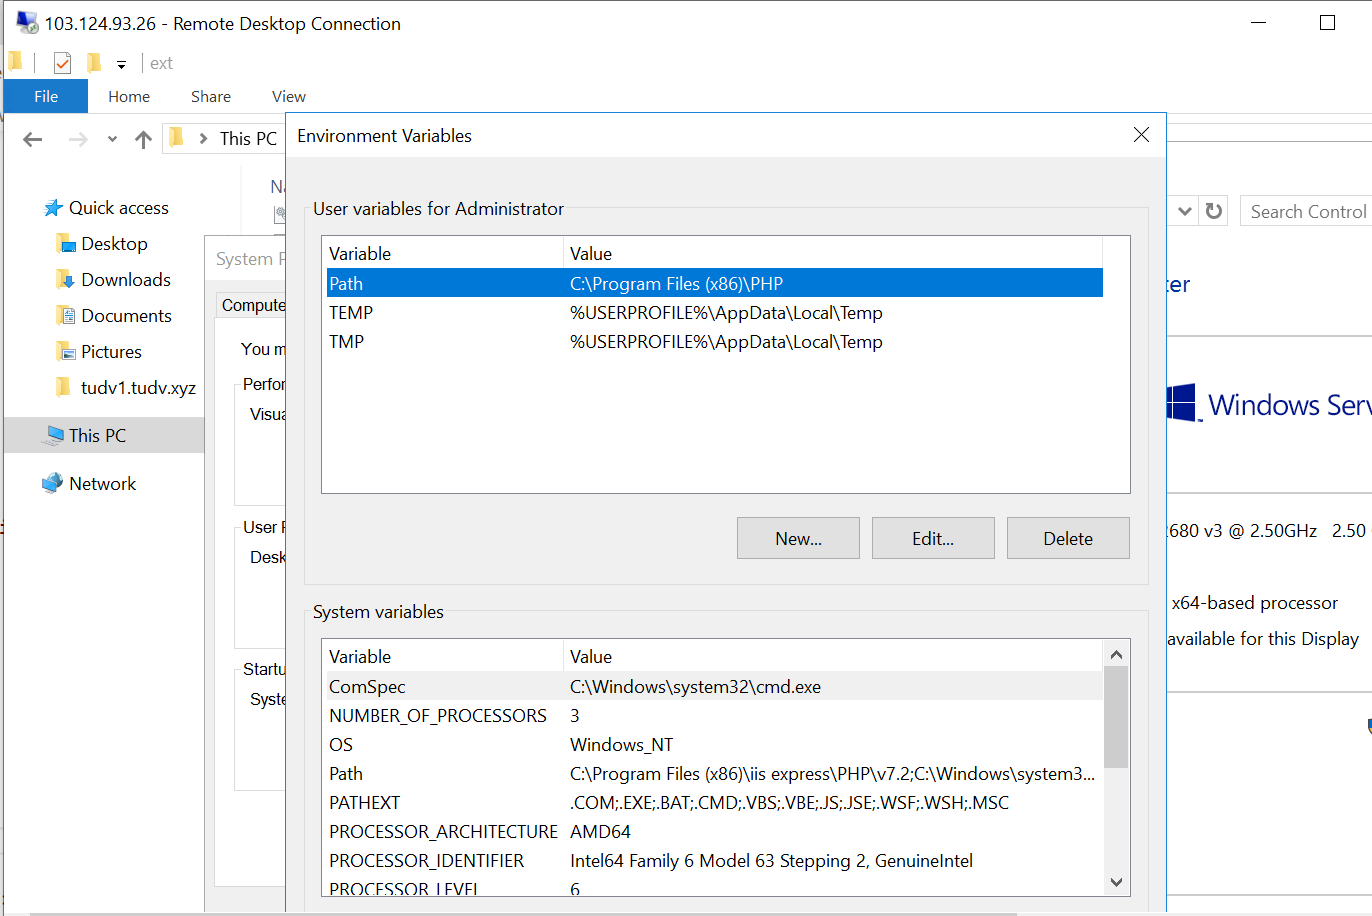 103.124.93.26 - Remote Desktop Connection
ext
File Home Share View
This PC
Environment Variables
User variables for Administrator
Variable Value
Path C:\Program Files (x86)\PHP
TEMP %USERPROFILE%\AppData\Local\Temp
TMP %USERPROFILE%\AppData\Local\Temp
New... Edit... Delete
System variables
Variable Value
ComSpec C:\Windows\system32\cmd.exe
NUMBER_OF_PROCESSORS 3
OS Windows_NT
Path C:\Program Files (x86)\iis express\PHP\v7.2;C:\Windows\system3...
PATHEXT .COM;.EXE;.BAT;.CMD;.VBS;.VBE;.JS;.JSE;.WSF;.WSH;.MSC
PROCESSOR_ARCHITECTURE AMD64
PROCESSOR_IDENTIFIER Intel64 Family 6 Model 63 Stepping 2, GenuineIntel
PROCESSOR_LEVEL 6
Quick access
Desktop
Downloads
Documents
Pictures
tudv1.tudv.xyz
This PC
Network
Na
System P
Compute
You m
Perfor
Visua
User P
Desk
Startu
Syste
Search Control
ter
Windows Serv
2680 v3 @ 2.50GHz 2.50
x64-based processor
available for this Display